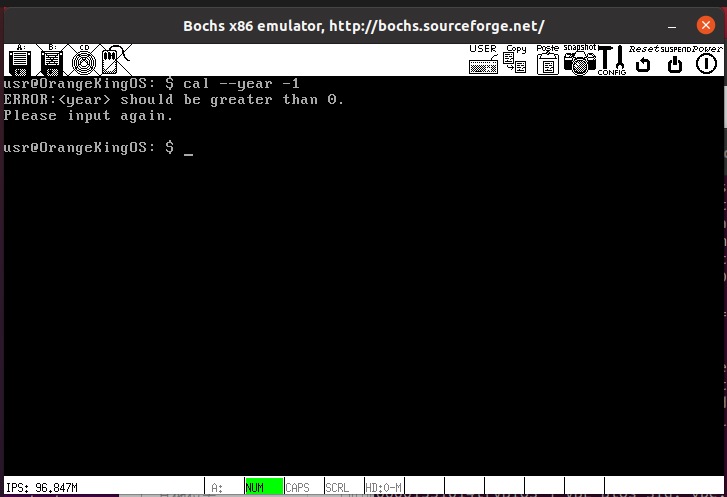 Bochs x86 emulator, http://bochs.sourceforge.net/
A: B: CD USER Copy Paste snapshot CONFIG Reset SUSPEND Power
usr@OrangeKingOS: $ cal --year -1
ERROR:<year> should be greater than 0.
Please input again.
usr@OrangeKingOS: $ _
IPS: 96.847M A: NUM CAPS SCRL HD:0-M